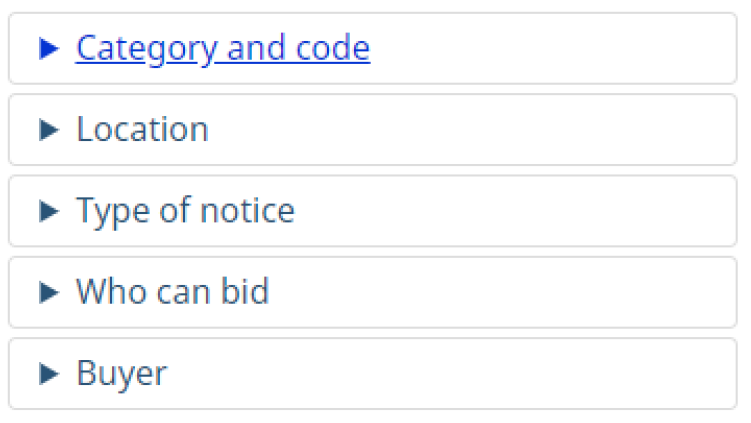 Category and code
Location
Type of notice
Who can bid
Buyer